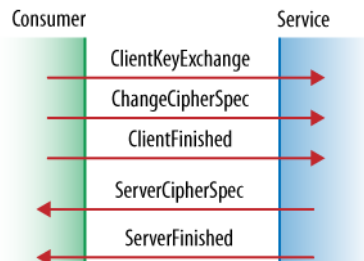 Consumer Service
ClientKeyExchange
ChangeCipherSpec
ClientFinished
ServerCipherSpec
ServerFinished